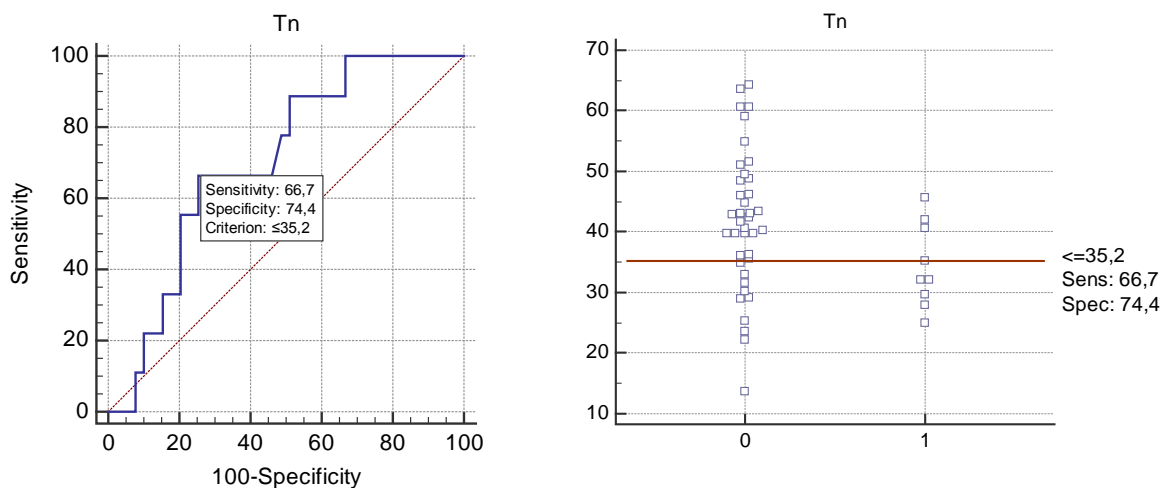 Tn
100
80
60
40
20
0
Sensitivity
Sensitivity: 66,7
Specificity: 74,4
Criterion: ≤35,2
0 20 40 60 80 100
100-Specificity
Tn
70
60
50
40
30
20
10
<=35,2
Sens: 66,7
Spec: 74,4
0 1